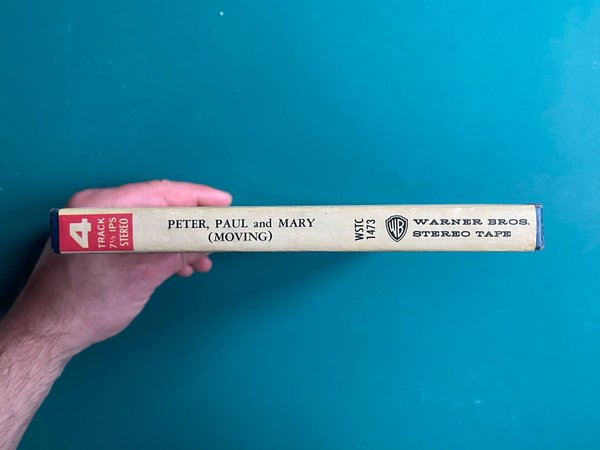 4
TRACK
7½ IPS
STEREO
PETER, PAUL and MARY
(MOVING)
WSTC
1473
WB
WARNER BROS.
STEREO TAPE